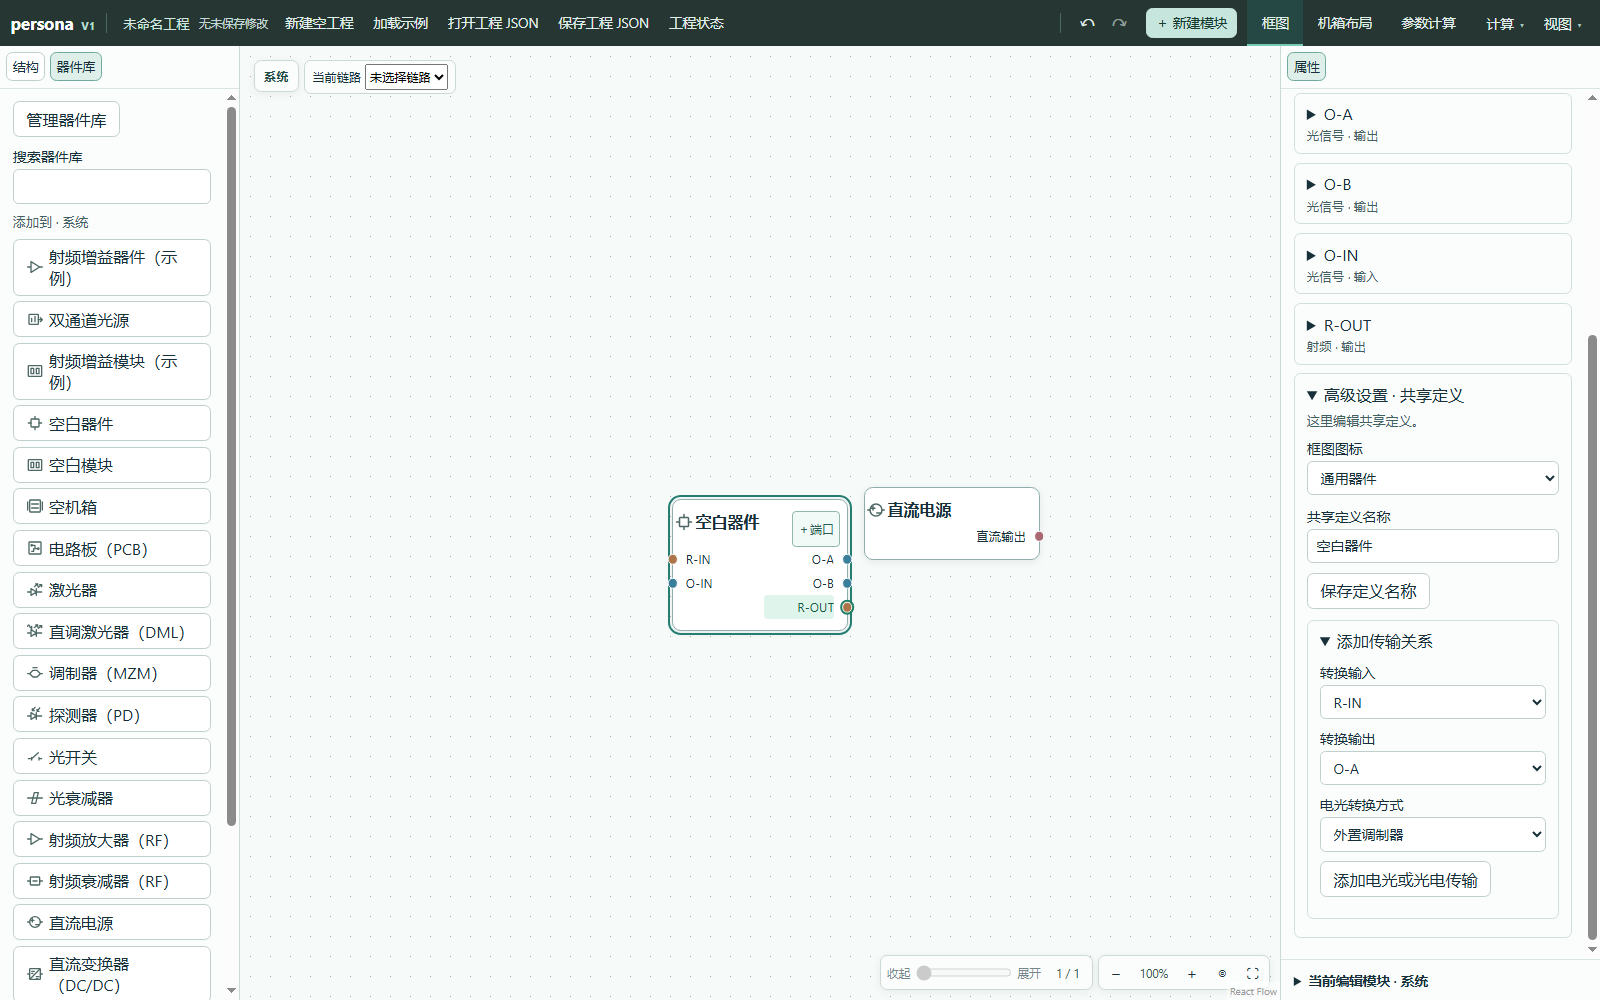 persona V1 未命名工程 无未保存修改 新建空工程 加载示例 打开工程 JSON 保存工程 JSON 工程状态 + 新建模块 框图 机箱布局 参数计算 计算 视图
结构 器件库
管理器件库
搜索器件库
添加到 · 系统
射频增益器件（示
例）
双通道光源
射频增益模块（示
例）
空白器件
空白模块
空机箱
电路板（PCB）
激光器
直调激光器（DML）
调制器（MZM）
探测器（PD）
光开关
光衰减器
射频放大器（RF）
射频衰减器（RF）
直流电源
直流变换器
（DC/DC）
系统 当前链路 未选择链路
空白器件 + 端口
R-IN O-A
O-IN O-B
R-OUT
直流电源
直流输出
收起 展开 1 / 1
− 100% +
React Flow
属性
O-A
光信号 · 输出
O-B
光信号 · 输出
O-IN
光信号 · 输入
R-OUT
射频 · 输出
高级设置 · 共享定义
这里编辑共享定义。
框图图标
通用器件
共享定义名称
空白器件
保存定义名称
添加传输关系
转换输入
R-IN
转换输出
O-A
电光转换方式
外置调制器
添加电光或光电传输
当前编辑模块 · 系统